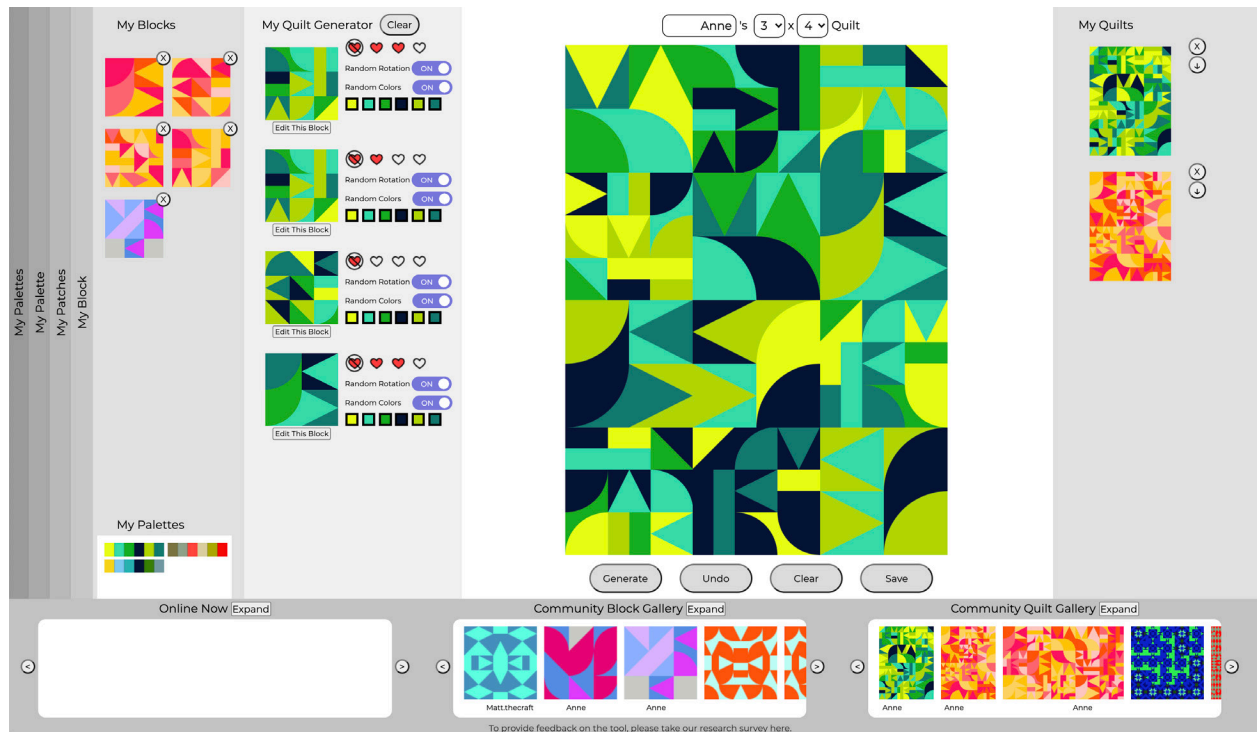 My Palettes
My Palette
My Patches
My Block
My Blocks
X
X
X
X
X
My Palettes
My Quilt Generator Clear
Random Rotation ON
Random Colors ON
Edit This Block
Random Rotation ON
Random Colors ON
Edit This Block
Random Rotation ON
Random Colors ON
Edit This Block
Random Rotation ON
Random Colors ON
Edit This Block
Anne 's 3 x 4 Quilt
Generate Undo Clear Save
My Quilts
X
X
Online Now Expand
< >
Community Block Gallery Expand
< >
Matt.thecraft Anne Anne
Community Quilt Gallery Expand
< >
Anne Anne Anne
To provide feedback on the tool, please take our research survey here.